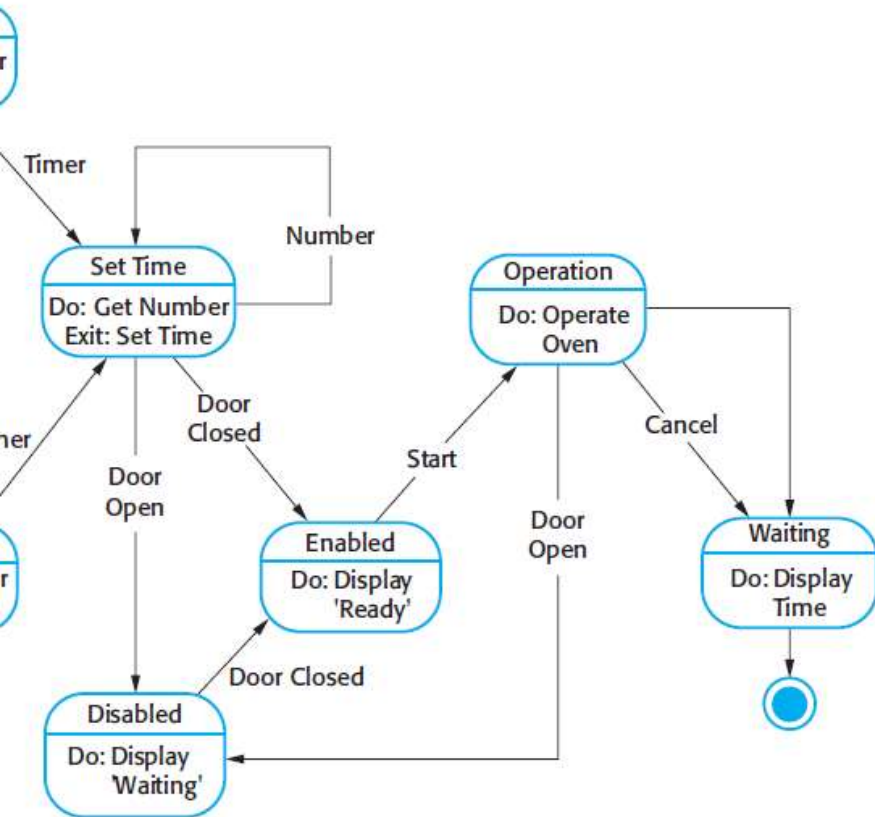 Timer
Number
Set Time
Do: Get Number
Exit: Set Time
Operation
Do: Operate
Oven
Door
Closed
Cancel
Start
Door
Open
Door
Open
Enabled
Do: Display
'Ready'
Waiting
Do: Display
Time
Door Closed
Disabled
Do: Display
'Waiting'